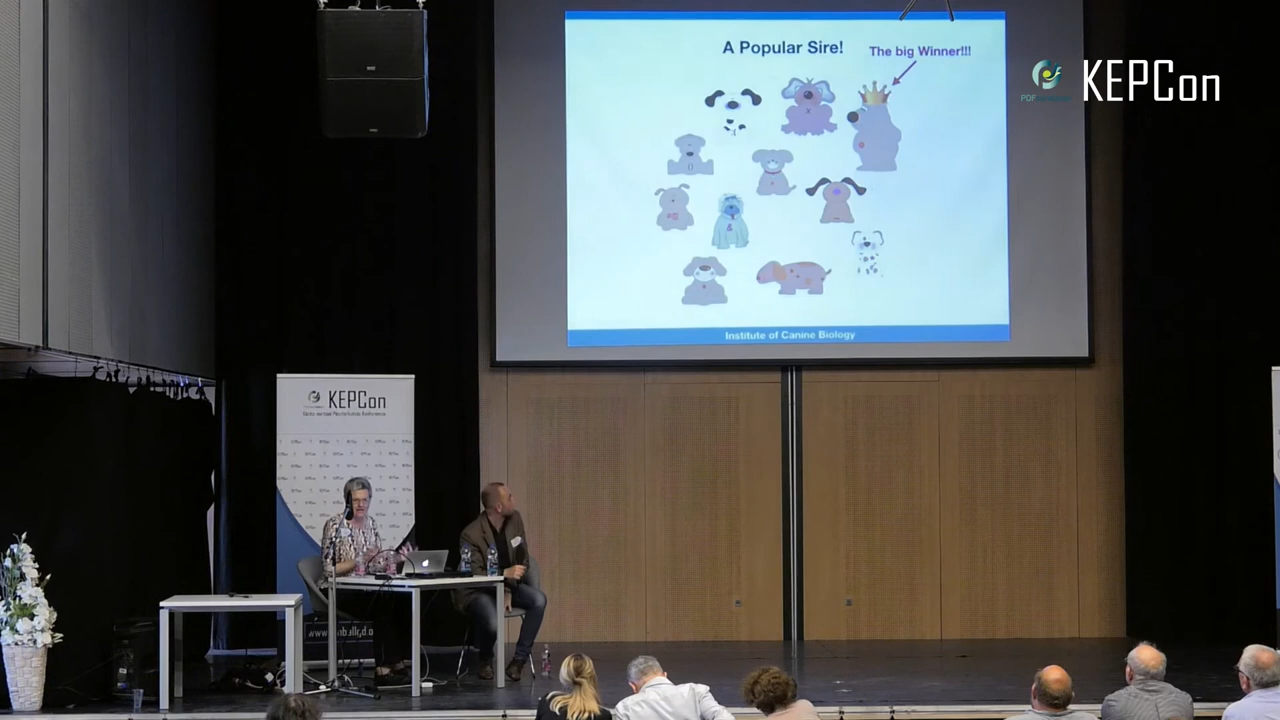 A Popular Sire!
The big Winner!!!
KEPCon
Institute of Canine Biology
KEPCon